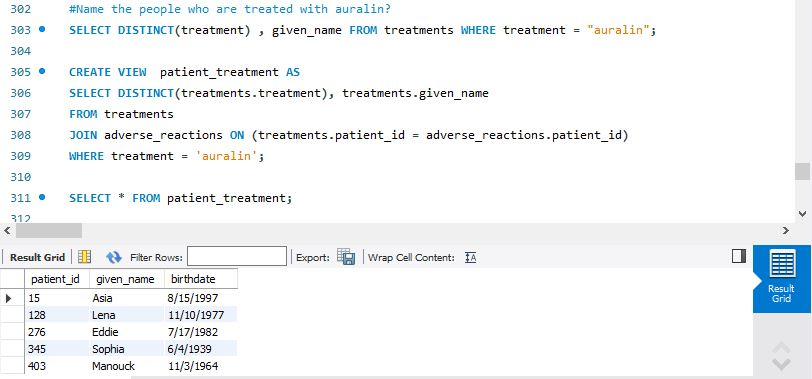 302 #Name the people who are treated with auralin?
303 SELECT DISTINCT(treatment) , given_name FROM treatments WHERE treatment = "auralin";
304
305 CREATE VIEW patient_treatment AS
306 SELECT DISTINCT(treatments.treatment), treatments.given_name
307 FROM treatments
308 JOIN adverse_reactions ON (treatments.patient_id = adverse_reactions.patient_id)
309 WHERE treatment = 'auralin';
310
311 SELECT * FROM patient_treatment;
312
Result Grid Filter Rows: Export: Wrap Cell Content: IA
Result Grid
patient_id given_name birthdate
15 Asia 8/15/1997
128 Lena 11/10/1977
276 Eddie 7/17/1982
345 Sophia 6/4/1939
403 Manouck 11/3/1964